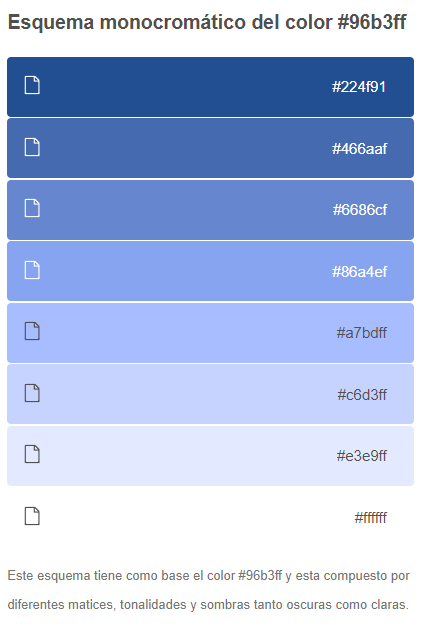 Esquema monocromático del color #96b3ff
#224f91
#466aaf
#6686cf
#86a4ef
#a7bdff
#c6d3ff
#e3e9ff
#ffffff
Este esquema tiene como base el color #96b3ff y esta compuesto por
diferentes matices, tonalidades y sombras tanto oscuras como claras.